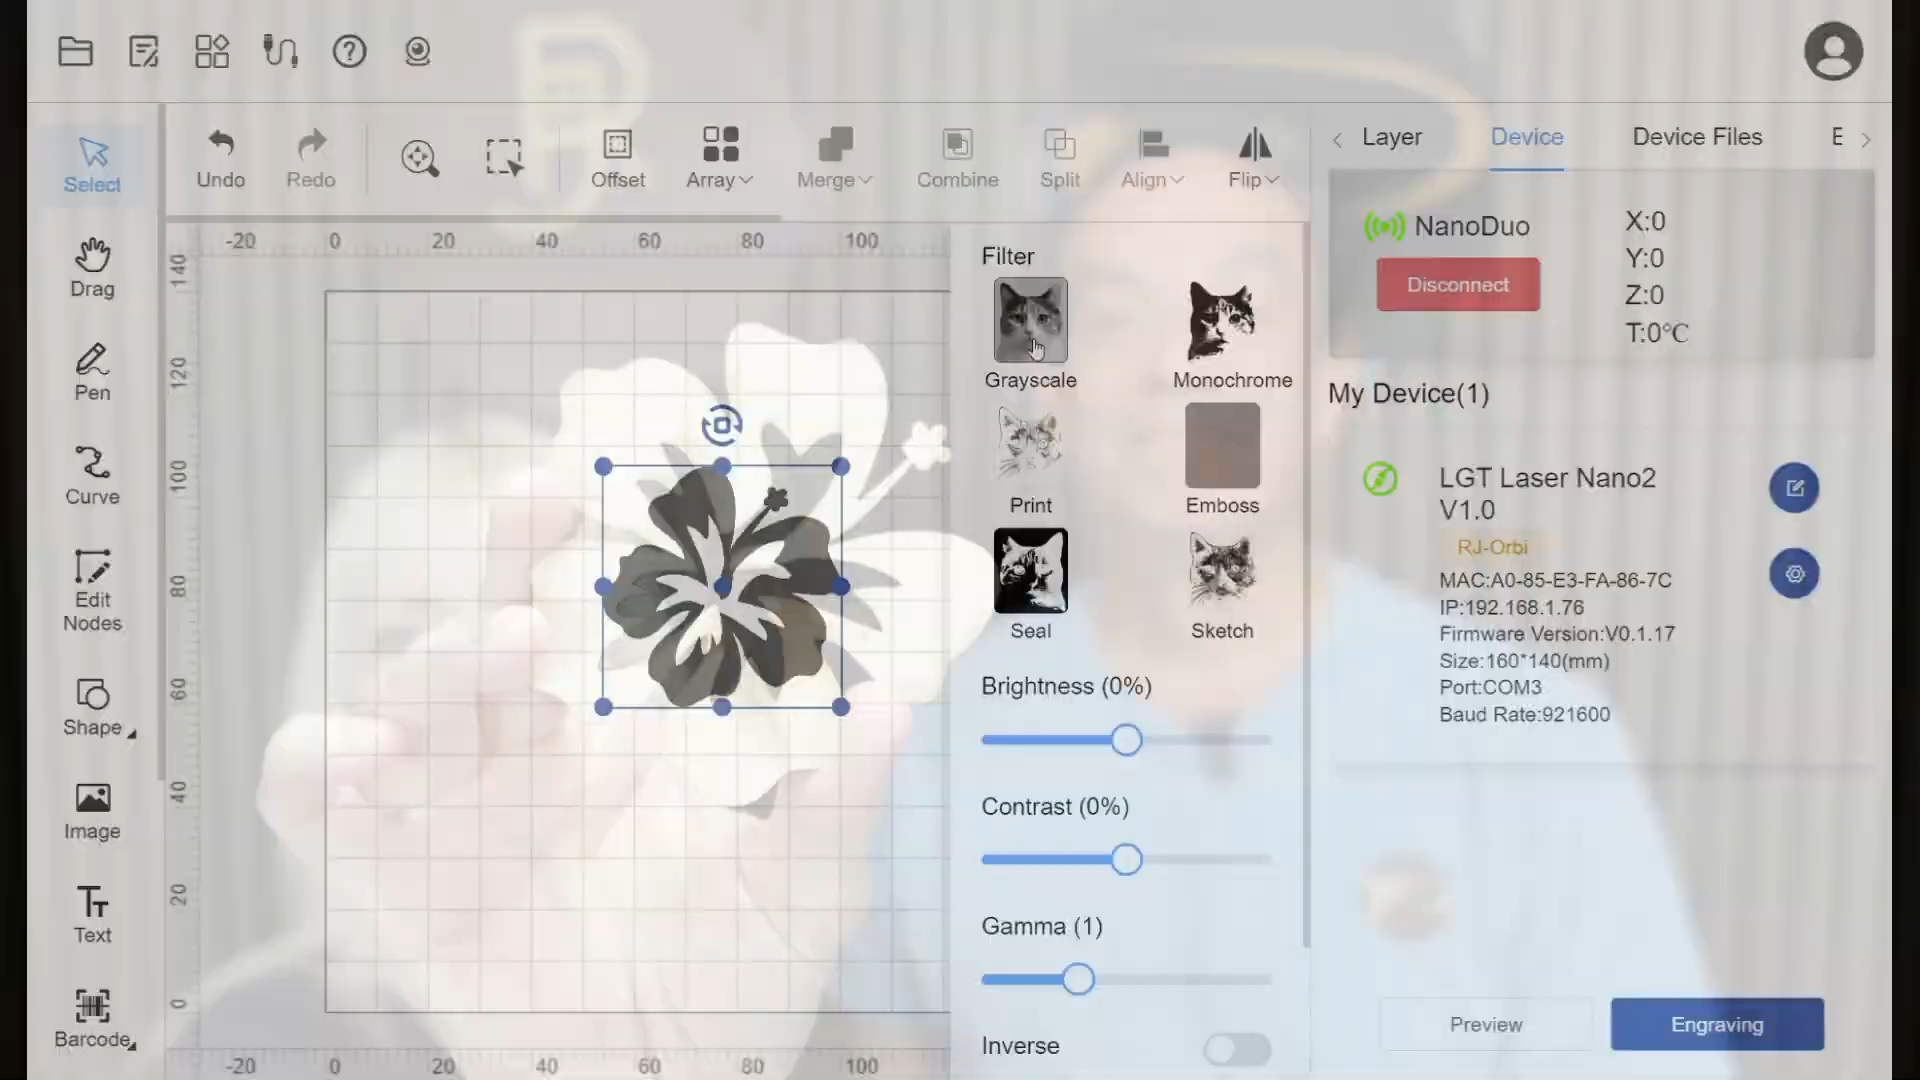 Select
Drag
Pen
Curve
Edit
Nodes
Shape
Image
Text
Barcode
Undo
Redo
Offset
Array
Merge
Combine
Split
Align
Flip
-20 0 20 40 60 80 100
140
120
100
80
60
40
20
0
-20 0 20 40 60 80 100
Filter
Grayscale
Monochrome
Print
Emboss
Seal
Sketch
Brightness (0%)
Contrast (0%)
Gamma (1)
Inverse
Layer
Device
Device Files
E
NanoDuo
Disconnect
X:0
Y:0
Z:0
T:0℃
My Device(1)
LGT Laser Nano2
V1.0
RJ-Orbi
MAC:A0-85-E3-FA-86-7C
IP:192.168.1.76
Firmware Version:V0.1.17
Size:160*140(mm)
Port:COM3
Baud Rate:921600
Preview
Engraving